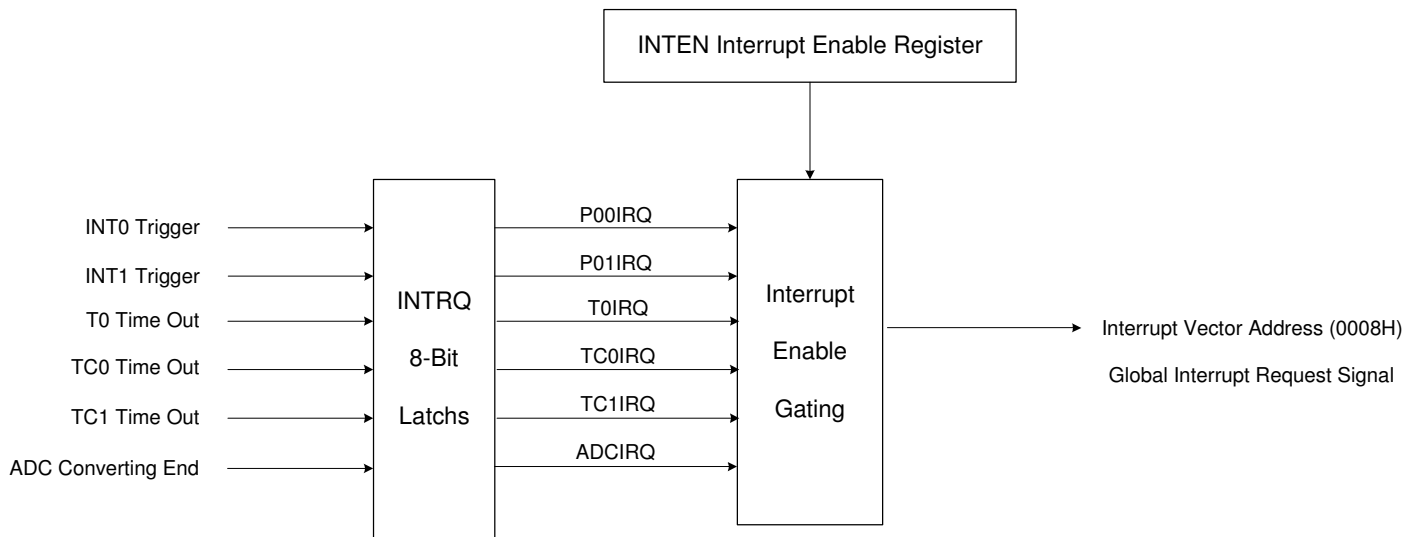 INTEN Interrupt Enable Register
INT0 Trigger
INT1 Trigger
T0 Time Out
TC0 Time Out
TC1 Time Out
ADC Converting End
INTRQ
8-Bit
Latchs
P00IRQ
P01IRQ
T0IRQ
TC0IRQ
TC1IRQ
ADCIRQ
Interrupt
Enable
Gating
Interrupt Vector Address (0008H)
Global Interrupt Request Signal